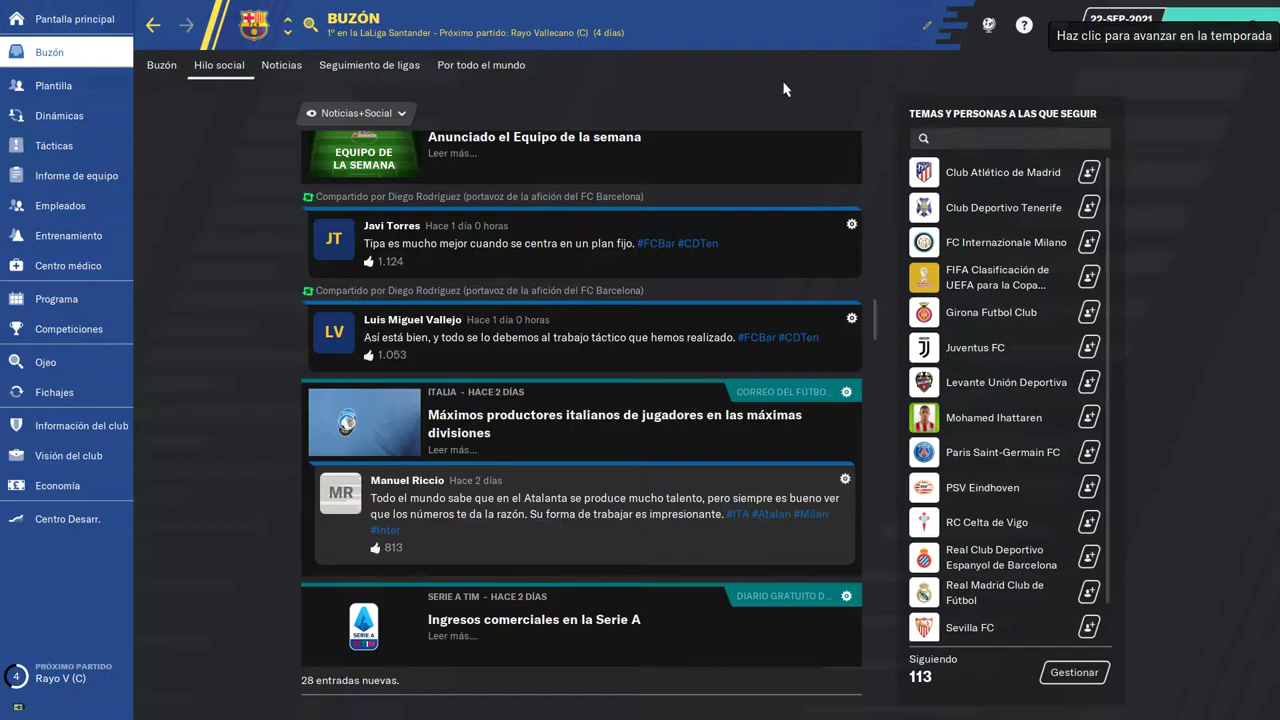 Pantalla principal
Buzón
Plantilla
Dinámicas
Tácticas
Informe de equipo
Empleados
Entrenamiento
Centro médico
Programa
Competiciones
Ojeo
Fichajes
Información del club
Visión del club
Economía
Centro Desarr.
4
PRÓXIMO PARTIDO
Rayo V (C)
BUZÓN
1º en la LaLiga Santander - Próximo partido: Rayo Vallecano (C) (4 días)
?
22-SEP-2021
Haz clic para avanzar en la temporada
Buzón
Hilo social
Noticias
Seguimiento de ligas
Por todo el mundo
Noticias+Social
EQUIPO DE
LA SEMANA
Anunciado el Equipo de la semana
Leer más...
Compartido por Diego Rodríguez (portavoz de la afición del FC Barcelona)
JT
Javi Torres Hace 1 día 0 horas
Tipa es mucho mejor cuando se centra en un plan fijo. #FCBar #CDTen
1.124
Compartido por Diego Rodríguez (portavoz de la afición del FC Barcelona)
LV
Luis Miguel Vallejo Hace 1 día 0 horas
Así está bien, y todo se lo debemos al trabajo táctico que hemos realizado. #FCBar #CDTen
1.053
ITALIA - HACE 2 DÍAS
CORREO DEL FÚTBO...
Máximos productores italianos de jugadores en las máximas
divisiones
Leer más...
MR
Manuel Riccio Hace 2 días
Todo el mundo sabe que en el Atalanta se produce mucho talento, pero siempre es bueno ver
que los números te da la razón. Su forma de trabajar es impresionante. #ITA #Atalan #Milan
#Inter
813
SERIE A TIM - HACE 2 DÍAS
DIARIO GRATUITO D...
SERIE A
Ingresos comerciales en la Serie A
Leer más...
28 entradas nuevas.
TEMAS Y PERSONAS A LAS QUE SEGUIR
Club Atlético de Madrid
Club Deportivo Tenerife
FC Internazionale Milano
FIFA Clasificación de
UEFA para la Copa...
Girona Futbol Club
Juventus FC
Levante Unión Deportiva
Mohamed Ihattaren
Paris Saint-Germain FC
PSV Eindhoven
RC Celta de Vigo
Real Club Deportivo
Espanyol de Barcelona
Real Madrid Club de
Fútbol
Sevilla FC
Siguiendo
113
Gestionar